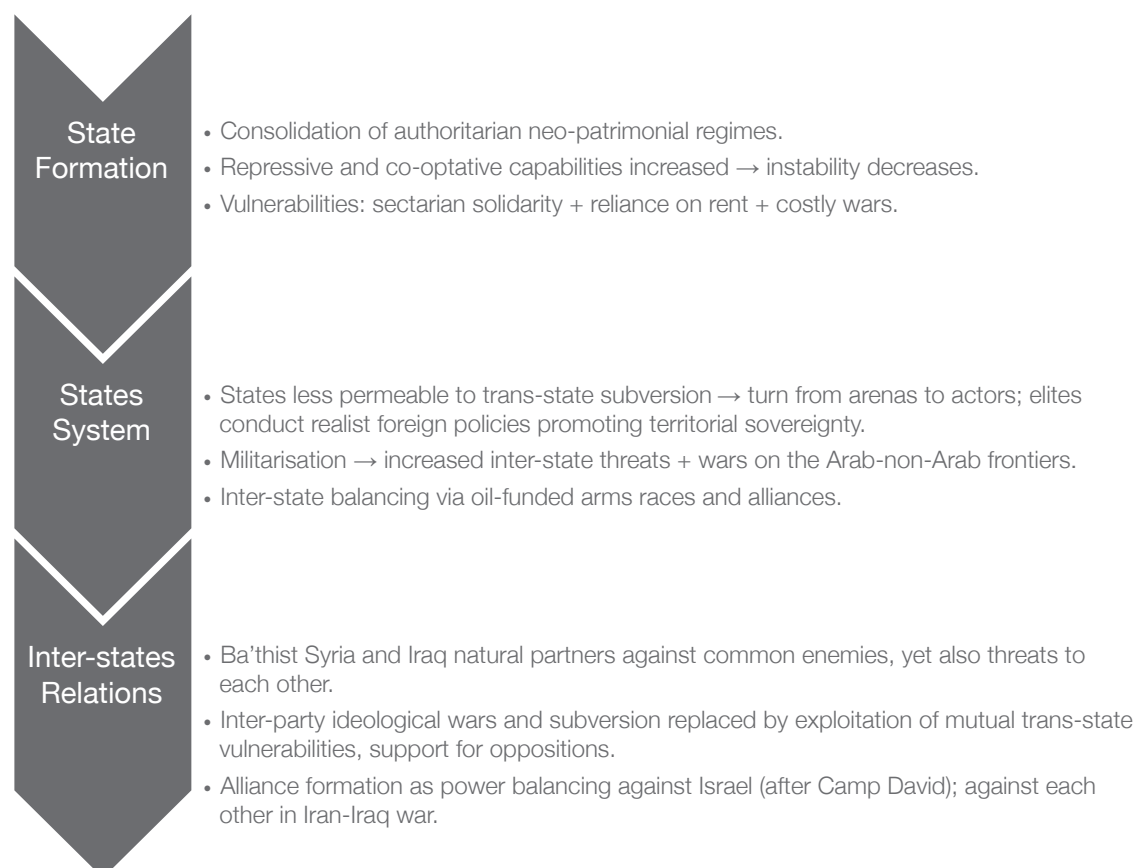 State
Formation
• Consolidation of authoritarian neo-patrimonial regimes.
• Repressive and co-optative capabilities increased → instability decreases.
• Vulnerabilities: sectarian solidarity + reliance on rent + costly wars.
States
System
• States less permeable to trans-state subversion → turn from arenas to actors; elites
conduct realist foreign policies promoting territorial sovereignty.
• Militarisation → increased inter-state threats + wars on the Arab-non-Arab frontiers.
• Inter-state balancing via oil-funded arms races and alliances.
Inter-states
Relations
• Ba’thist Syria and Iraq natural partners against common enemies, yet also threats to
each other.
• Inter-party ideological wars and subversion replaced by exploitation of mutual trans-state
vulnerabilities, support for oppositions.
• Alliance formation as power balancing against Israel (after Camp David); against each
other in Iran-Iraq war.